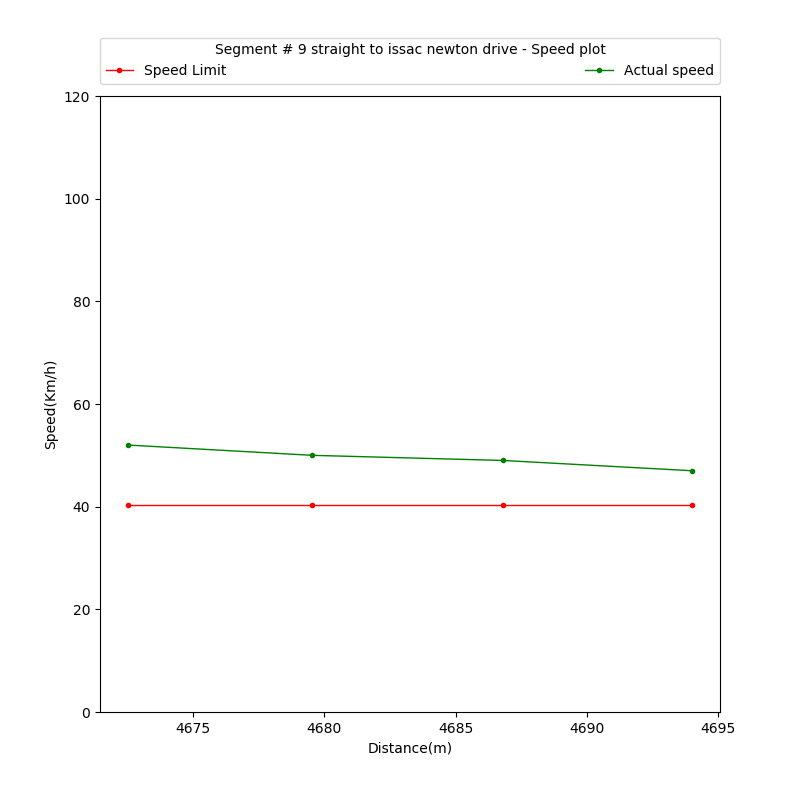 Segment # 9 straight to issac newton drive - Speed plot
Speed Limit
Actual speed
120
100
80
60
40
20
0
Speed(Km/h)
4675
4680
4685
4690
4695
Distance(m)